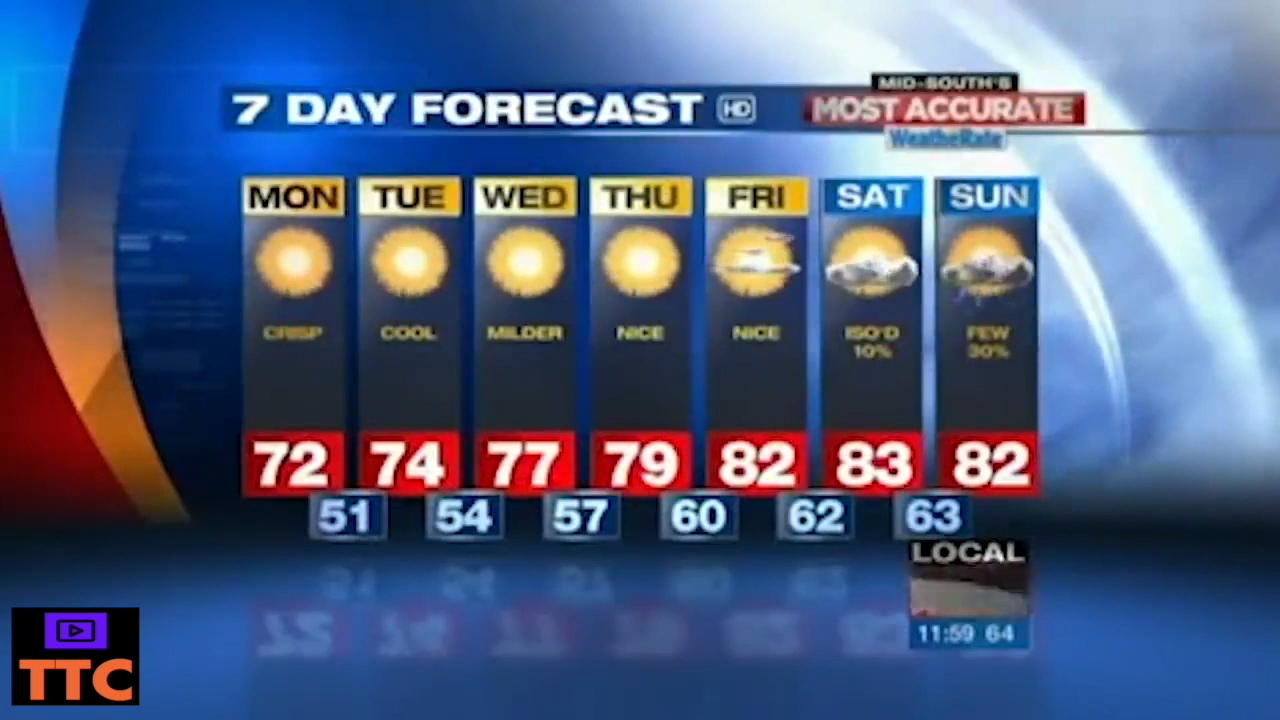 MID-SOUTH'S
7 DAY FORECAST HD MOST ACCURATE
WeatheRate
MON TUE WED THU FRI SAT SUN
CRISP COOL MILDER NICE NICE ISO'D FEW
10% 30%
72 74 77 79 82 83 82
51 54 57 60 62 63
LOCAL
11:59 64
TTC